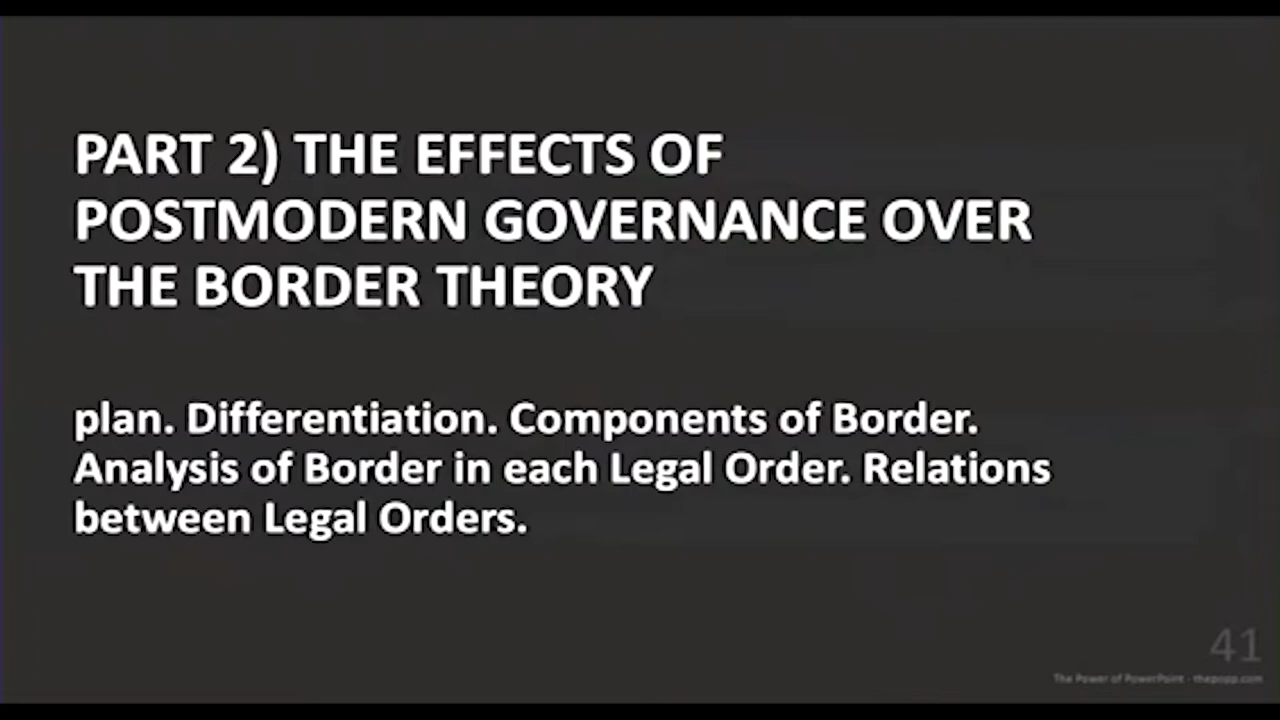 PART 2) THE EFFECTS OF
POSTMODERN GOVERNANCE OVER
THE BORDER THEORY
plan. Differentiation. Components of Border.
Analysis of Border in each Legal Order. Relations
between Legal Orders.
41
The Power of PowerPoint - thepopp.com